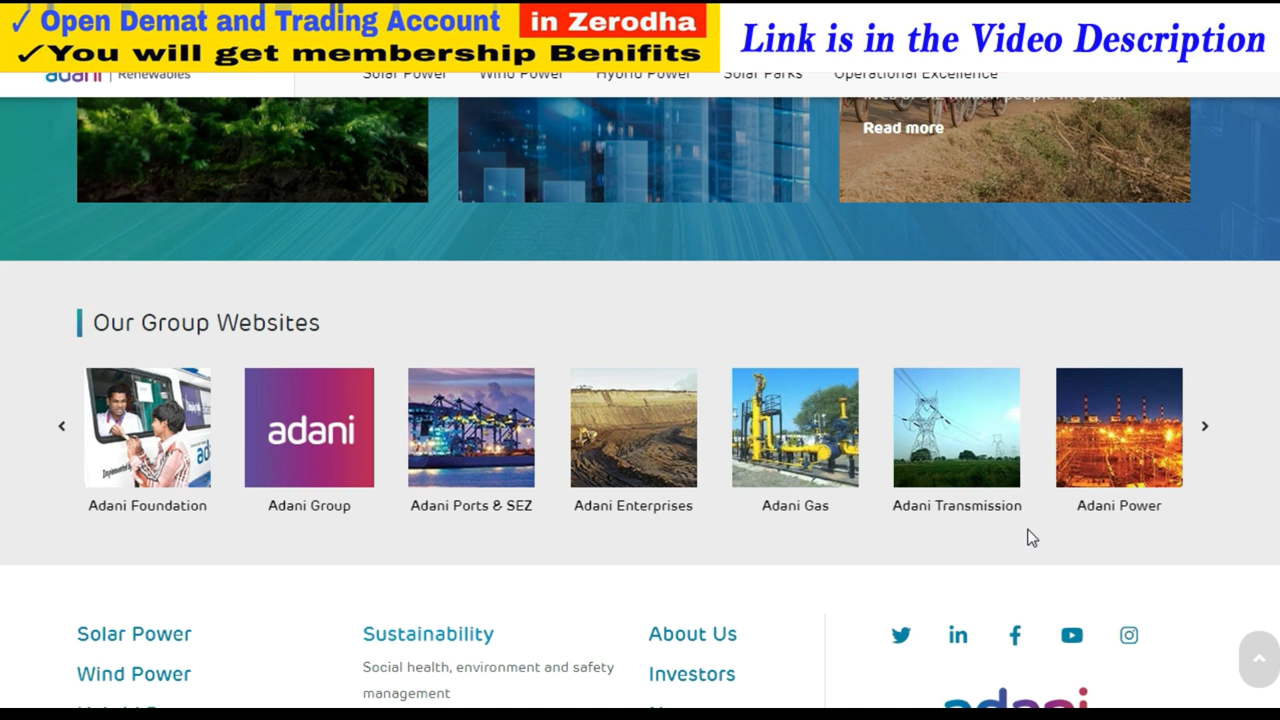 ✓ Open Demat and Trading Account in Zerodha
✓You will get membership Benifits
Link is in the Video Description
adani | Renewables
Solar Power Wind Power Hybrid Power Solar Parks Operational Excellence
Read more
Our Group Websites
adani
Adani Foundation
Adani Group
Adani Ports & SEZ
Adani Enterprises
Adani Gas
Adani Transmission
Adani Power
Solar Power
Wind Power
Sustainability
Social health, environment and safety
management
About Us
Investors
adani